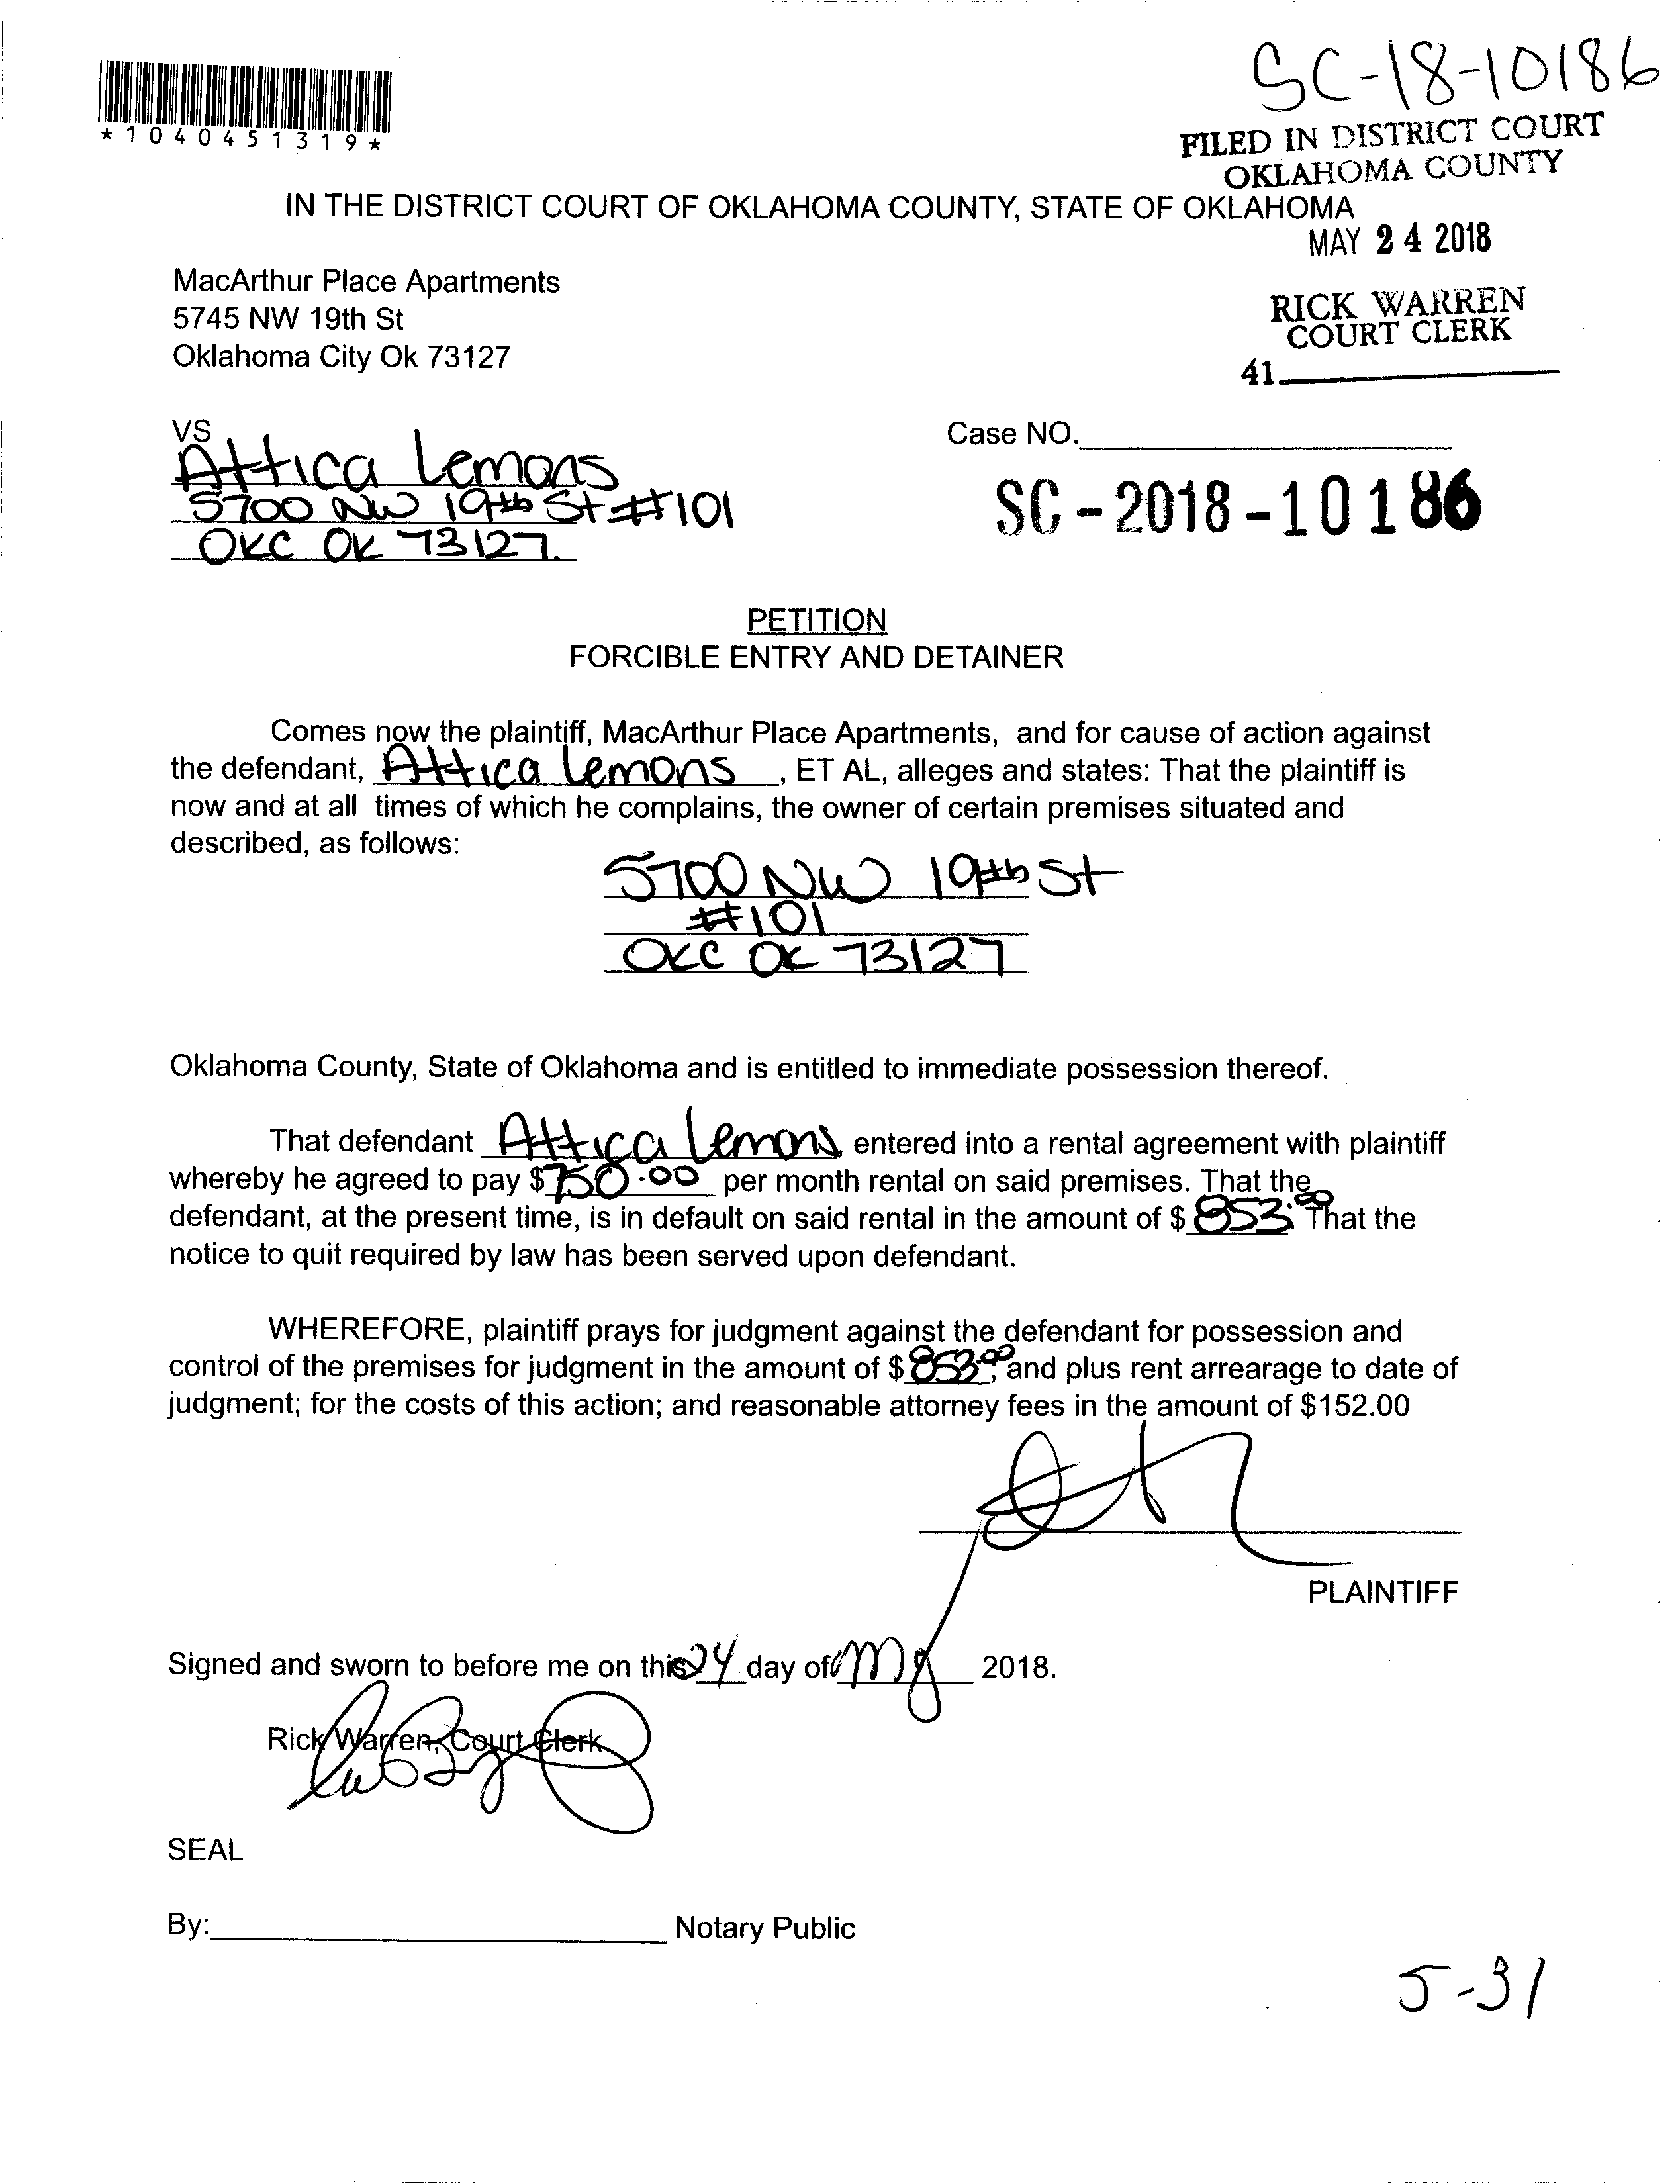 SC-18-10186
*1040451319*
FILED IN DISTRICT COURT
OKLAHOMA COUNTY
IN THE DISTRICT COURT OF OKLAHOMA COUNTY, STATE OF OKLAHOMA
MAY 24 2018
MacArthur Place Apartments
5745 NW 19th St
Oklahoma City Ok 73127
RICK WARREN
COURT CLERK
41.
VS
Attica Lemons
5700 NW 19th St #101
OKC OK 73127.
Case NO.
SC-2018-10186
PETITION
FORCIBLE ENTRY AND DETAINER
Comes now the plaintiff, MacArthur Place Apartments, and for cause of action against
the defendant, Attica Lemons, ET AL, alleges and states: That the plaintiff is
now and at all times of which he complains, the owner of certain premises situated and
described, as follows:
5700 NW 19th St
#101
OKC OK 73127
Oklahoma County, State of Oklahoma and is entitled to immediate possession thereof.
That defendant Attica Lemons, entered into a rental agreement with plaintiff
whereby he agreed to pay $750.00 per month rental on said premises. That the
defendant, at the present time, is in default on said rental in the amount of $853.00 That the
notice to quit required by law has been served upon defendant.
WHEREFORE, plaintiff prays for judgment against the defendant for possession and
control of the premises for judgment in the amount of $853.00, and plus rent arrearage to date of
judgment; for the costs of this action; and reasonable attorney fees in the amount of $152.00
PLAINTIFF
Signed and sworn to before me on this 24 day of My 2018.
Rick Warren, Court Clerk
SEAL
By: Notary Public
5-31